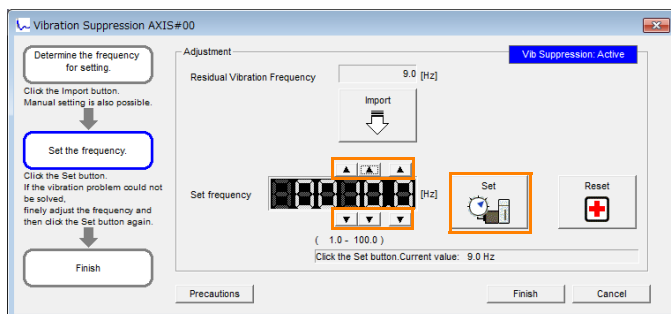 Vibration Suppression AXIS#00
Determine the frequency
for setting.
Click the Import button.
Manual setting is also possible.
Set the frequency.
Click the Set button.
If the vibration problem could not
be solved,
finely adjust the frequency and
then click the Set button again.
Finish
Adjustment
Vib Suppression: Active
Residual Vibration Frequency
9.0 [Hz]
Import
Set frequency
[Hz]
Set
Reset
( 1.0 - 100.0 )
Click the Set button.Current value: 9.0 Hz
Precautions
Finish
Cancel